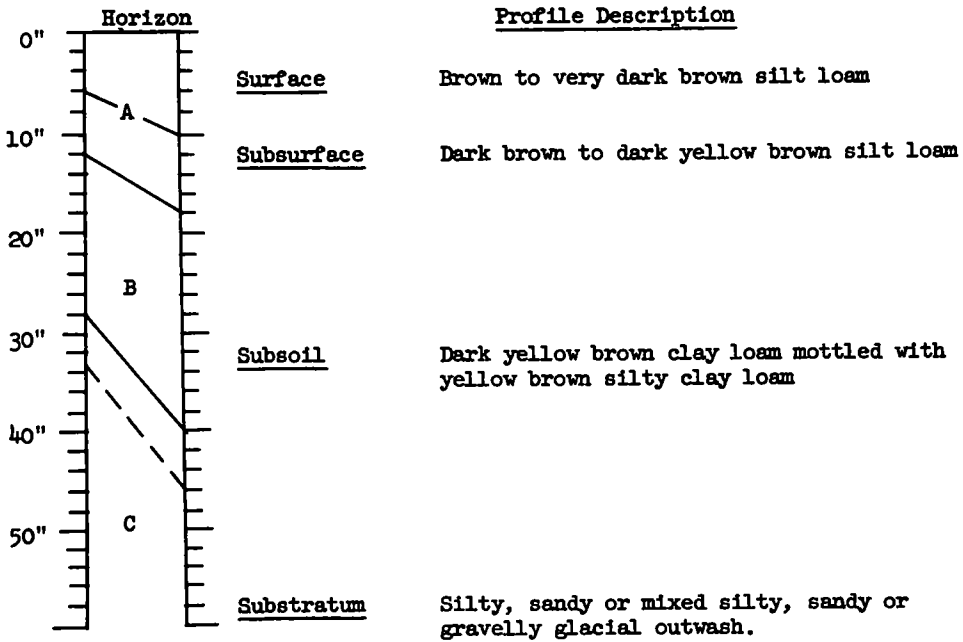 Horizon
Profile Description
0"
Surface
Brown to very dark brown silt loam
A
10"
Subsurface
Dark brown to dark yellow brown silt loam
20"
B
30"
Subsoil
Dark yellow brown clay loam mottled with
yellow brown silty clay loam
40"
C
50"
Substratum
Silty, sandy or mixed silty, sandy or
gravelly glacial outwash.